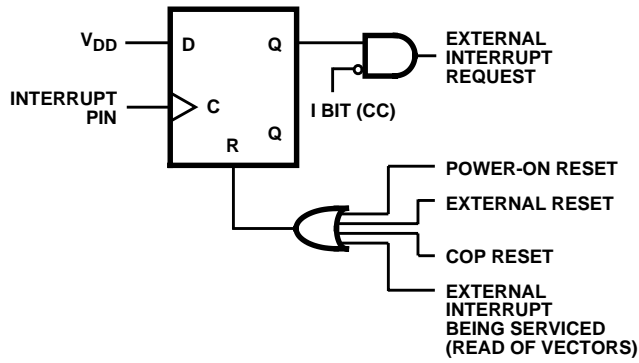 VDD
D
Q
EXTERNAL
INTERRUPT
REQUEST
INTERRUPT
PIN
C
I BIT (CC)
Q
R
POWER-ON RESET
EXTERNAL RESET
COP RESET
EXTERNAL
INTERRUPT
BEING SERVICED
(READ OF VECTORS)